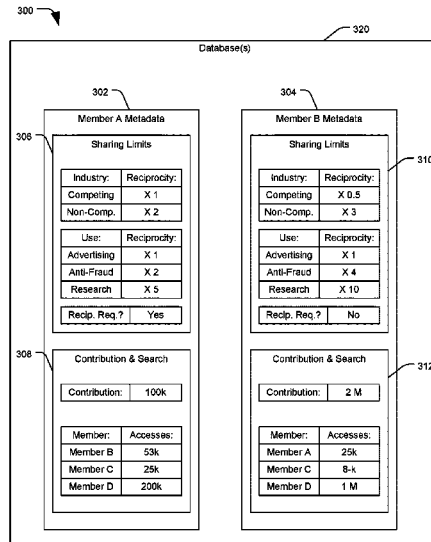 300
320
Database(s)
302
304
Member A Metadata
Member B Metadata
306
Sharing Limits
Industry: Reciprocity:
Competing X 1
Non-Comp. X 2
Use: Reciprocity:
Advertising X 1
Anti-Fraud X 2
Research X 5
Recip. Req.? Yes
310
Sharing Limits
Industry: Reciprocity:
Competing X 0.5
Non-Comp. X 3
Use: Reciprocity:
Advertising X 1
Anti-Fraud X 4
Research X 10
Recip. Req.? No
308
Contribution & Search
Contribution: 100k
Member: Accesses:
Member B 53k
Member C 25k
Member D 200k
312
Contribution & Search
Contribution: 2 M
Member: Accesses:
Member A 25k
Member C 8-k
Member D 1 M